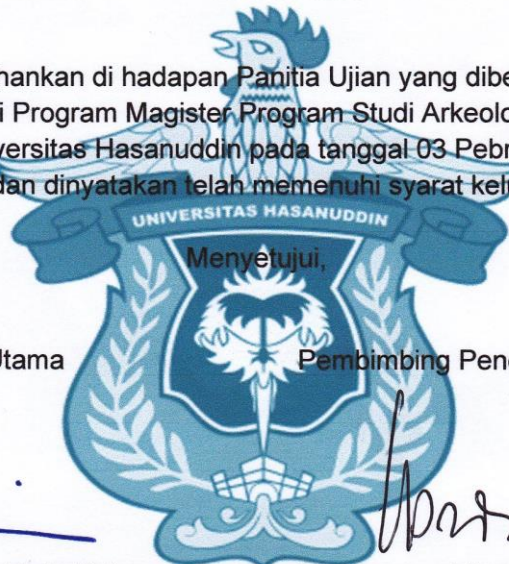 nankan di hadapan Panitia Ujian yang dibe
i Program Magister Program Studi Arkeolo
versitas Hasanuddin pada tanggal 03 Pebr
dan dinyatakan telah memenuhi syarat kel
UNIVERSITAS HASANUDDIN
Menyetujui,
Utama Pembimbing Pen